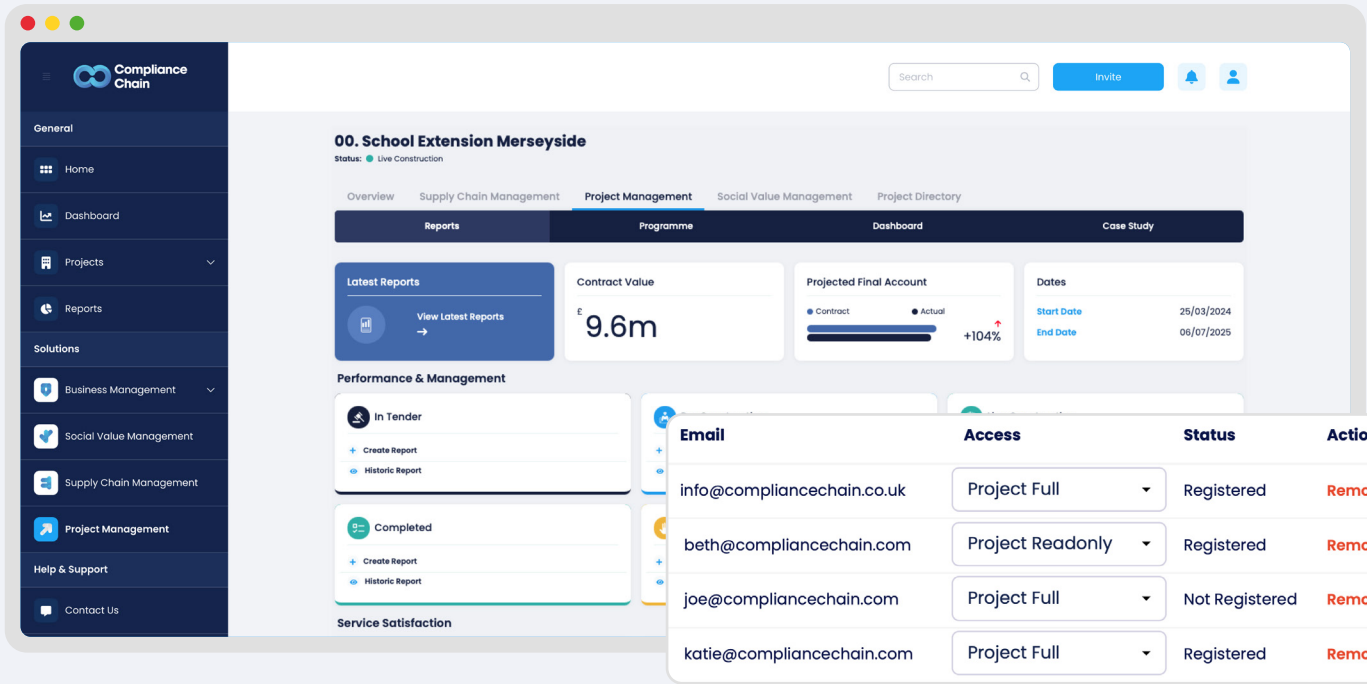 Compliance
Chain
Search
Invite
General
Home
Dashboard
Projects
Reports
Solutions
Business Management
Social Value Management
Supply Chain Management
Project Management
Help & Support
Contact Us
00. School Extension Merseyside
Status: Live Construction
Overview Supply Chain Management Project Management Social Value Management Project Directory
Reports Programme Dashboard Case Study
Latest Reports
View Latest Reports
→
Contract Value
£9.6m
Projected Final Account
Contract Actual
+104%
Dates
Start Date 25/03/2024
End Date 06/07/2025
Performance & Management
In Tender
+ Create Report
Historic Report
Completed
+ Create Report
Historic Report
Service Satisfaction
Email Access Status Actio
info@compliancechain.co.uk Project Full Registered Remo
beth@compliancechain.com Project Readonly Registered Remo
joe@compliancechain.com Project Full Not Registered Remo
katie@compliancechain.com Project Full Registered Remo